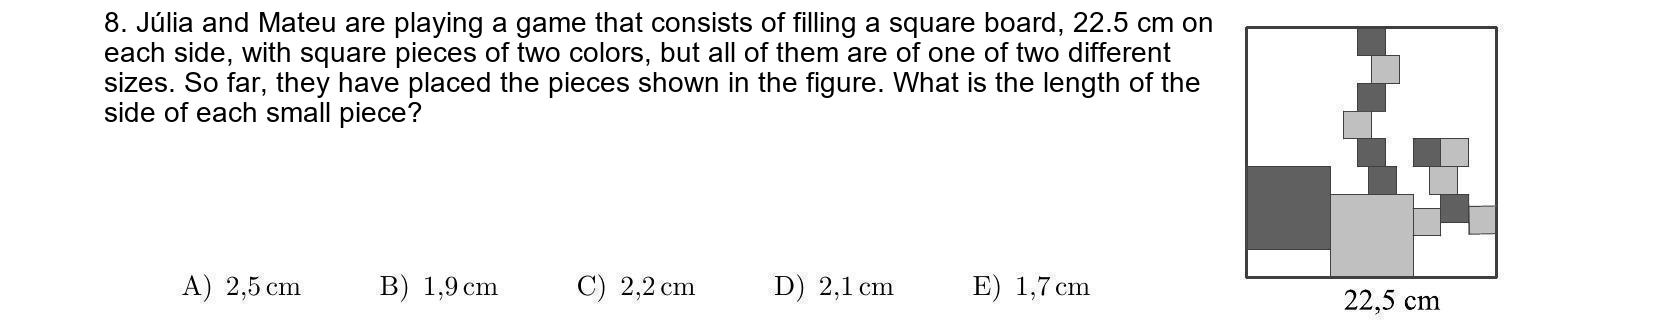 8. Júlia and Mateu are playing a game that consists of filling a square board, 22.5 cm on
each side, with square pieces of two colors, but all of them are of one of two different
sizes. So far, they have placed the pieces shown in the figure. What is the length of the
side of each small piece?
A) 2,5 cm B) 1,9 cm C) 2,2 cm D) 2,1 cm E) 1,7 cm
22,5 cm